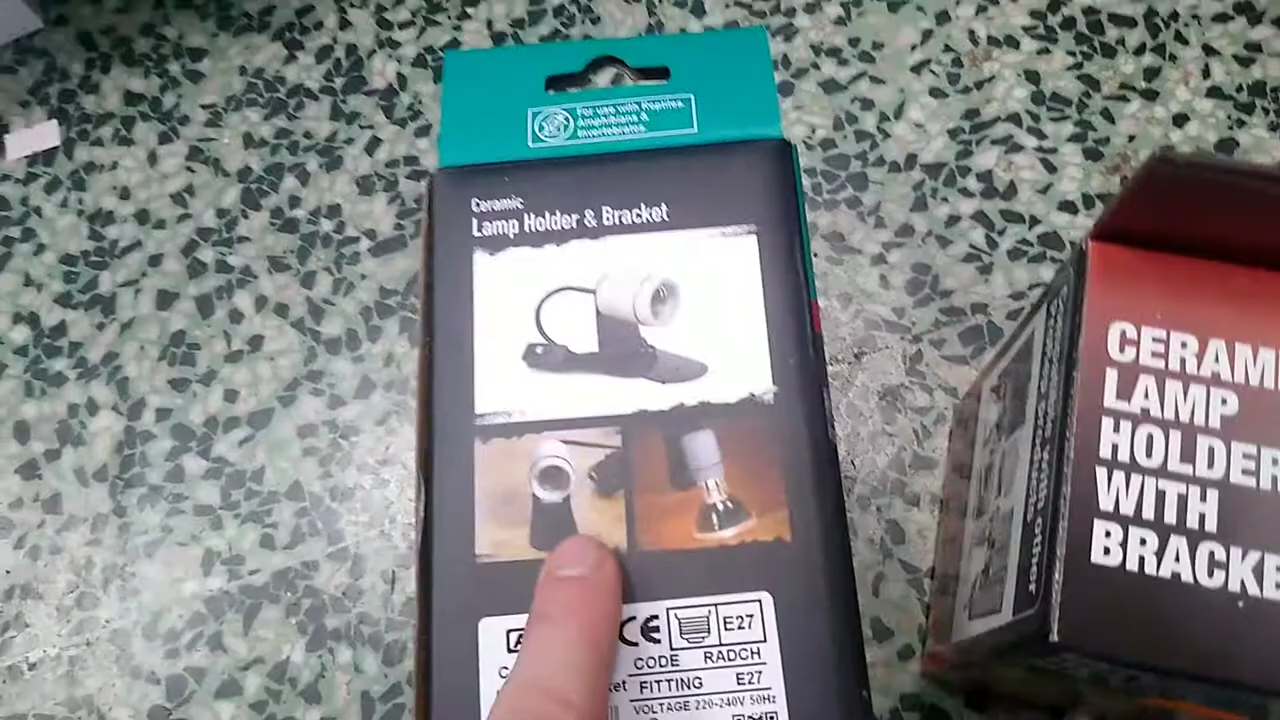 For use with Reptiles,
Amphibians &
Invertebrates.
Ceramic
Lamp Holder & Bracket
CE
E27
CODE RADCH
FITTING E27
VOLTAGE 220-240V 50Hz
CERAMI
LAMP
HOLDER
WITH
BRACKE